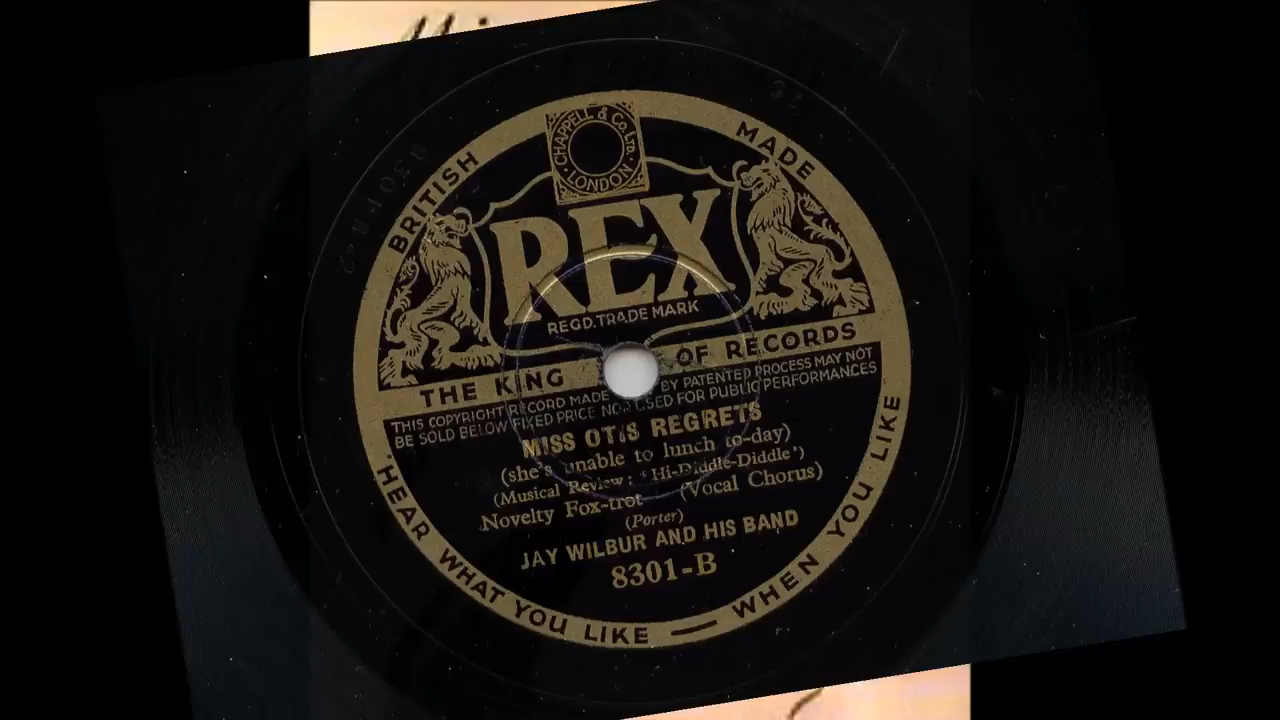 CHAPPELL & CO. LTD.
LONDON
BRITISH
MADE
REX
REGD. TRADE MARK
THE KING OF RECORDS
THIS COPYRIGHT RECORD MADE BY PATENTED PROCESS MAY NOT
BE SOLD BELOW FIXED PRICE NOR USED FOR PUBLIC PERFORMANCES
MISS OTIS REGRETS
(she's unable to lunch to-day)
(Musical Review: 'Hi-Diddle-Diddle')
Novelty Fox-trot (Vocal Chorus)
(Porter)
JAY WILBUR AND HIS BAND
8301-B
'HEAR WHAT YOU LIKE — WHEN YOU LIKE